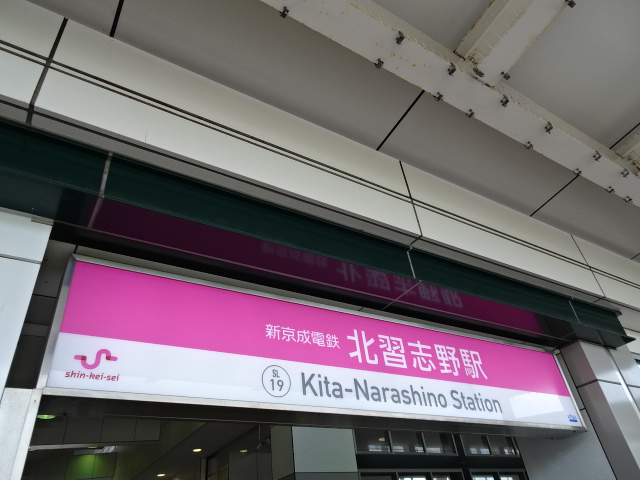 新京成電鉄 北習志野駅
shin-kei-sei
SL
19
Kita-Narashino Station